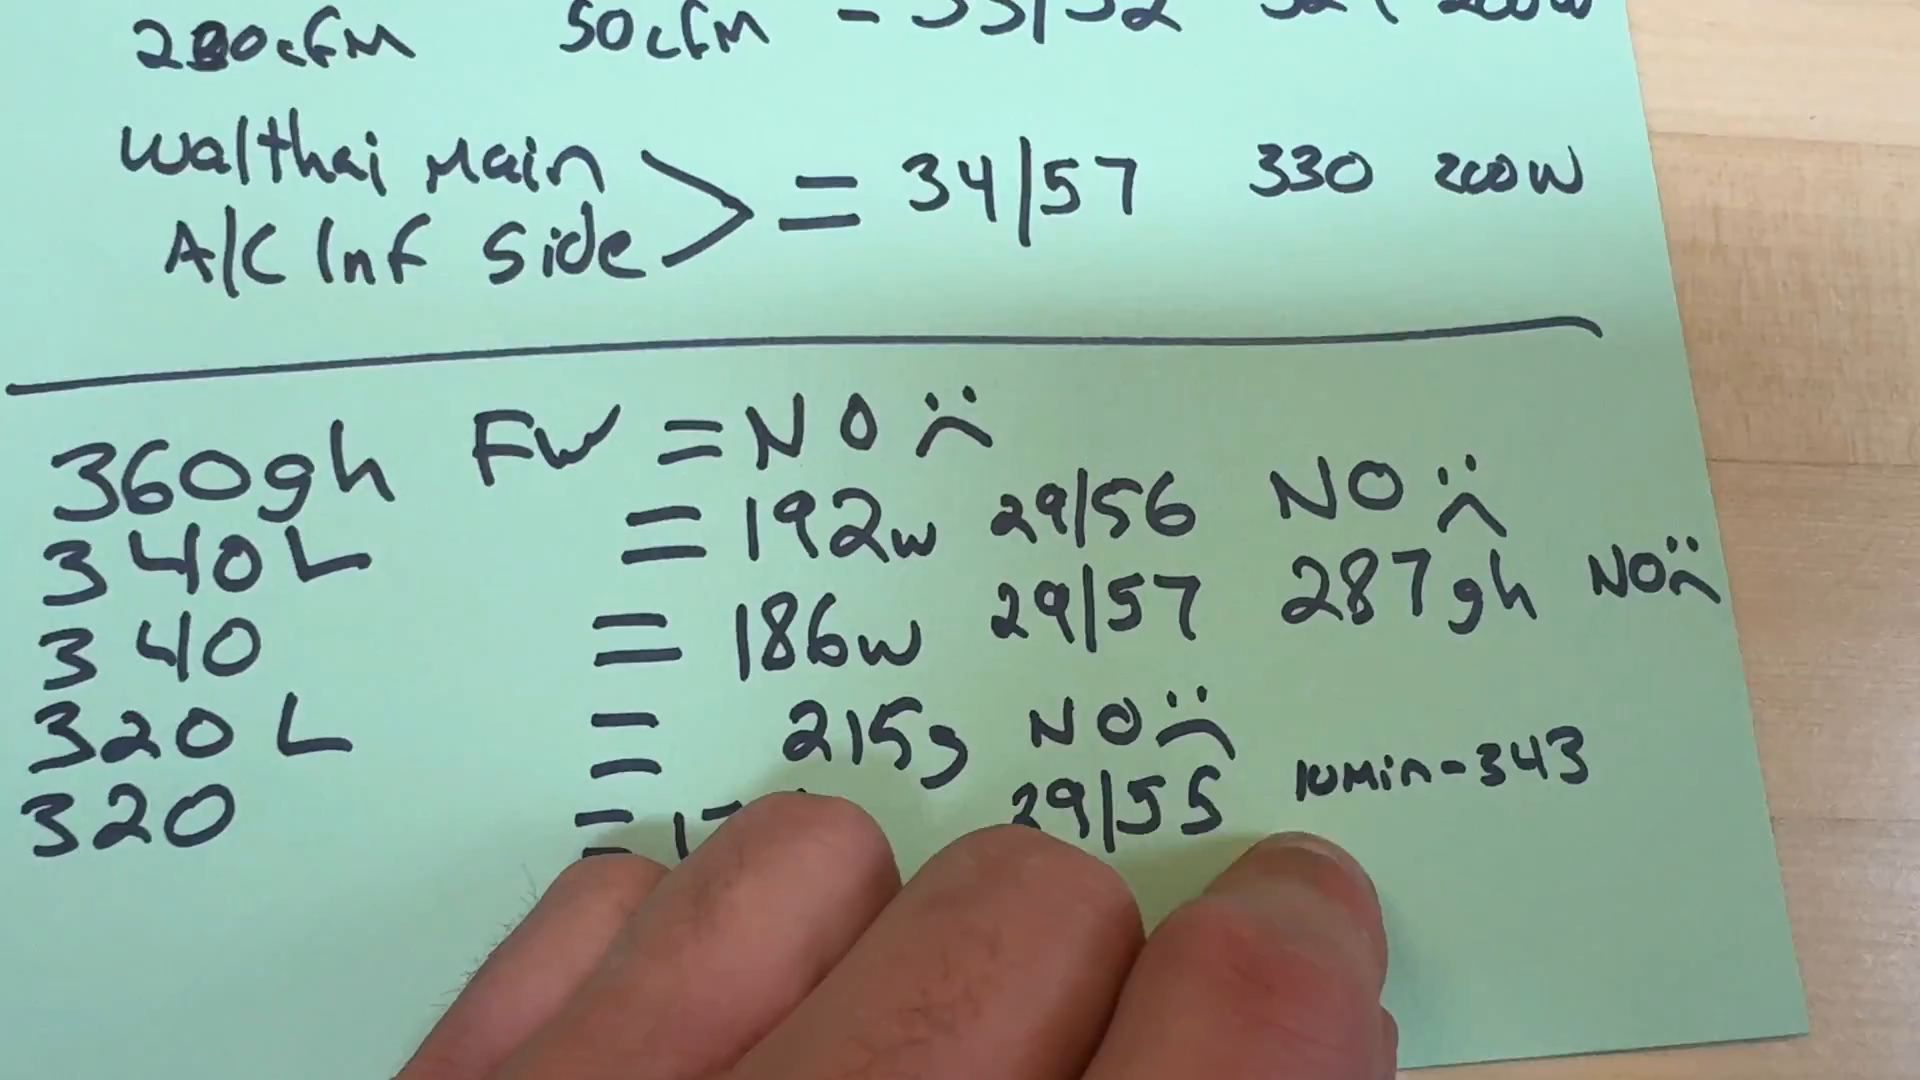 200cFM 50cFM
Walthai Main
A/C InF Side > = 34/57 330 200W
360gh FW = NO :(
340L = 192w 29/56 NO :(
340 = 186w 29/57 287gh NO :(
320L = 215g NO :(
320 = 29/55 10min-343